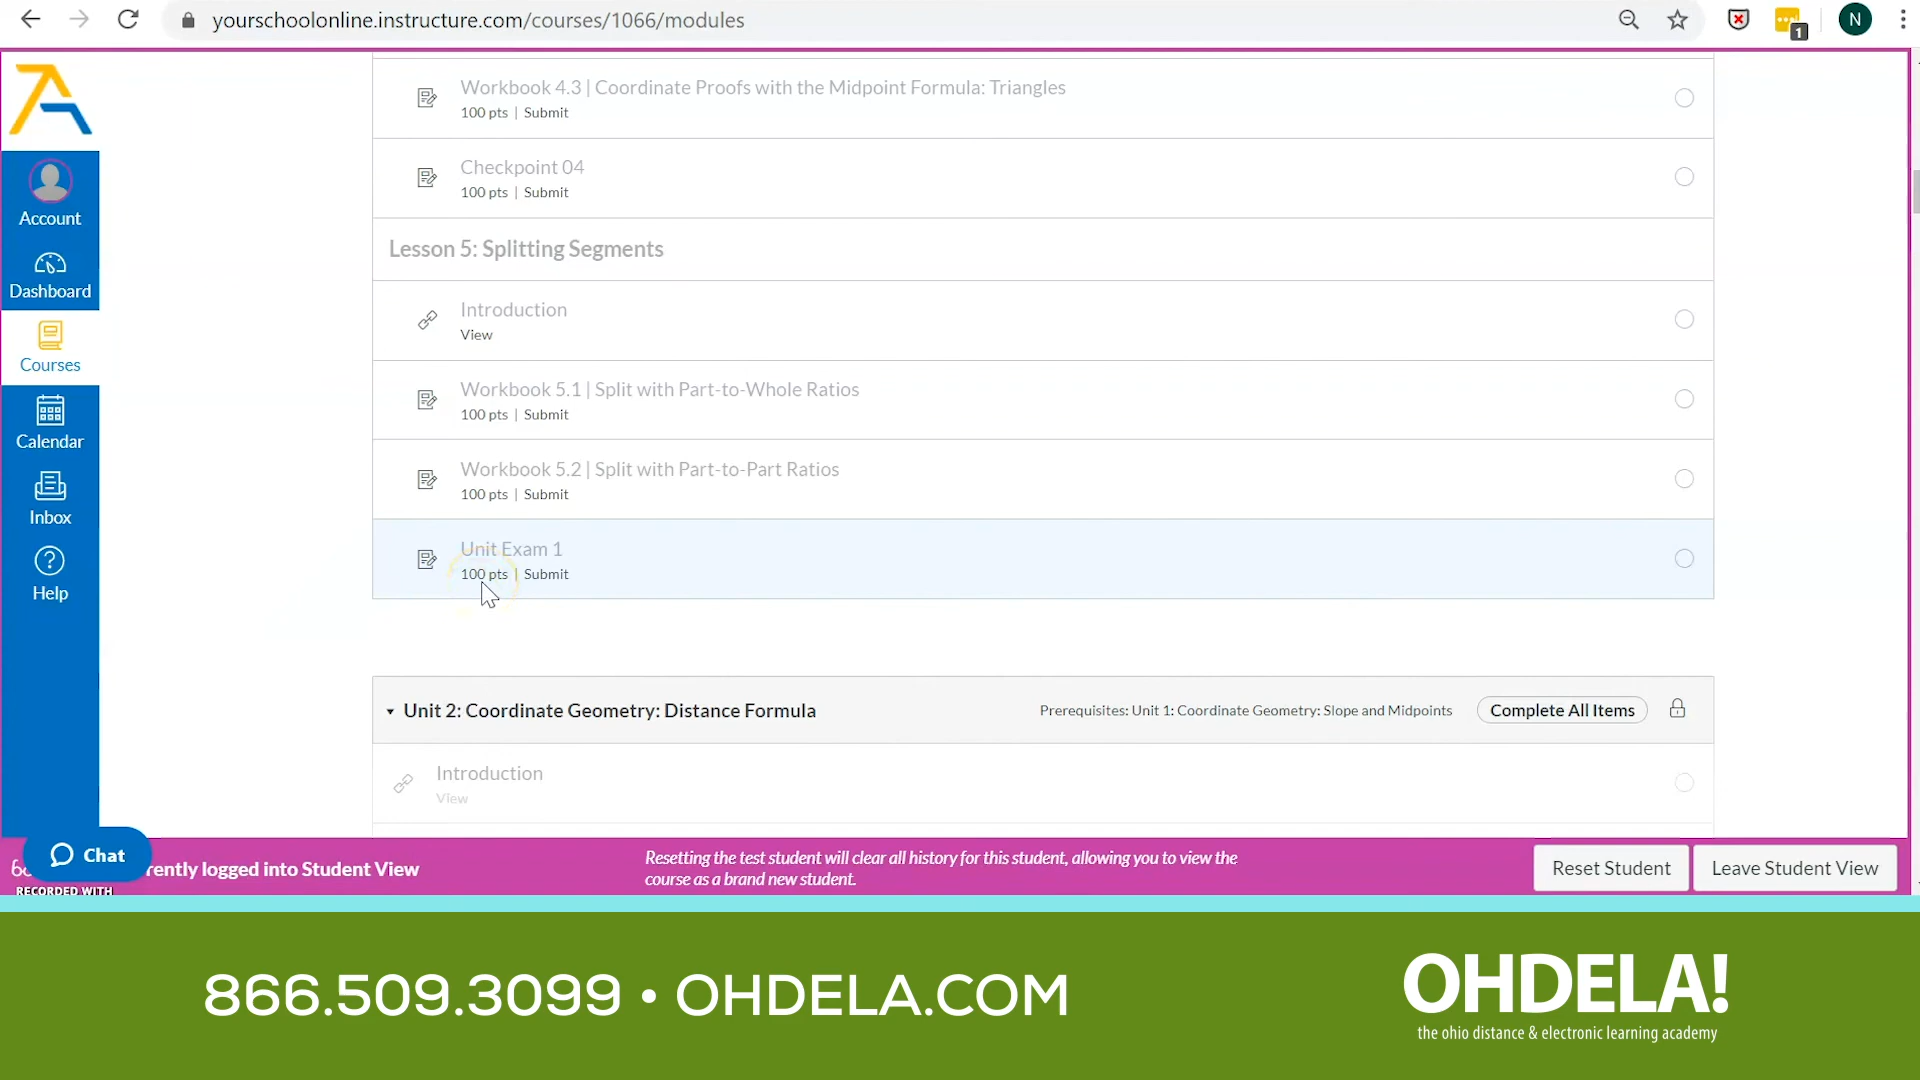 yourschoolonline.instructure.com/courses/1066/modules
1
N
Workbook 4.3 | Coordinate Proofs with the Midpoint Formula: Triangles
100 pts | Submit
Checkpoint 04
100 pts | Submit
Account
Lesson 5: Splitting Segments
Dashboard
Introduction
View
Courses
Workbook 5.1 | Split with Part-to-Whole Ratios
100 pts | Submit
Calendar
Workbook 5.2 | Split with Part-to-Part Ratios
100 pts | Submit
Inbox
Unit Exam 1
100 pts | Submit
Help
Unit 2: Coordinate Geometry: Distance Formula
Prerequisites: Unit 1: Coordinate Geometry: Slope and Midpoints
Complete All Items
Introduction
View
Chat
rently logged into Student View
RECORDED WITH
Resetting the test student will clear all history for this student, allowing you to view the
course as a brand new student.
Reset Student
Leave Student View
866.509.3099 • OHDELA.COM
OHDELA!
the ohio distance & electronic learning academy